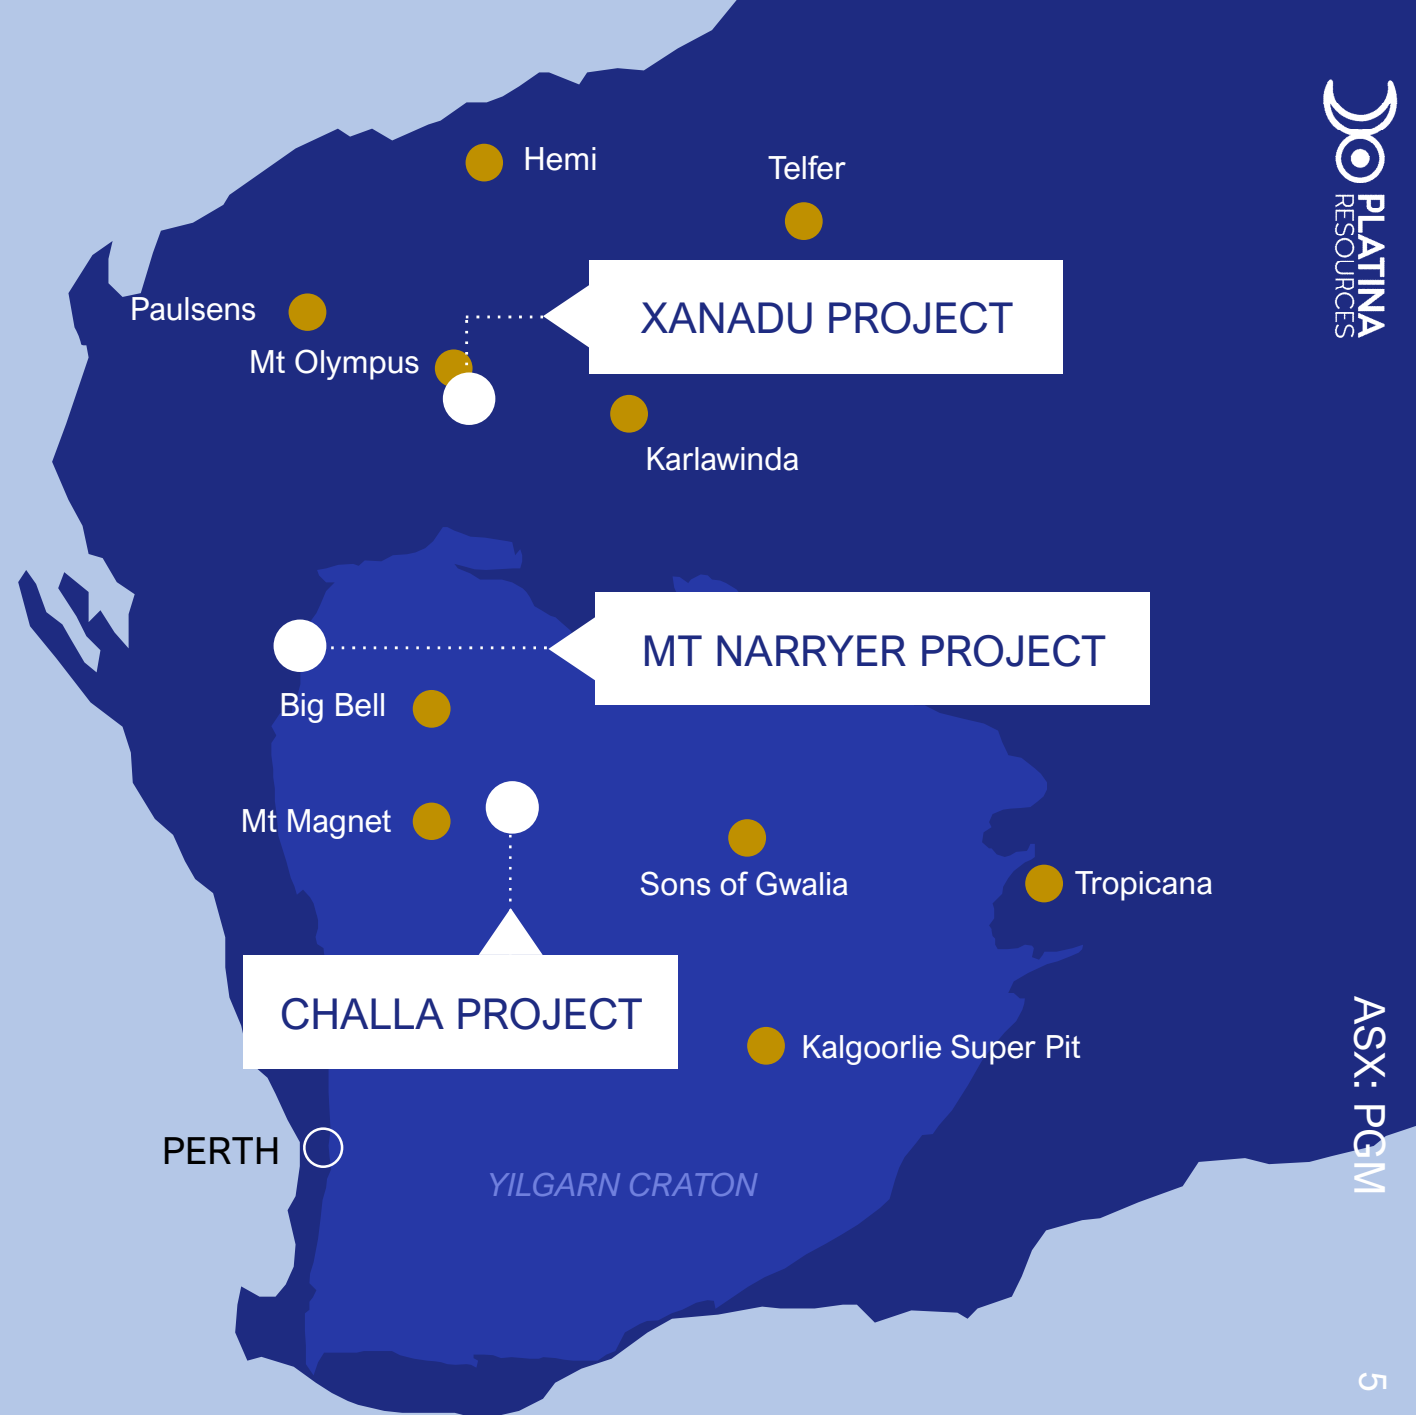 Hemi
Telfer
PLATINA
RESOURCES
Paulsens
XANADU PROJECT
Mt Olympus
Karlawinda
MT NARRYER PROJECT
Big Bell
Mt Magnet
Sons of Gwalia
Tropicana
CHALLA PROJECT
Kalgoorlie Super Pit
ASX: PGM
PERTH
YILGARN CRATON
5